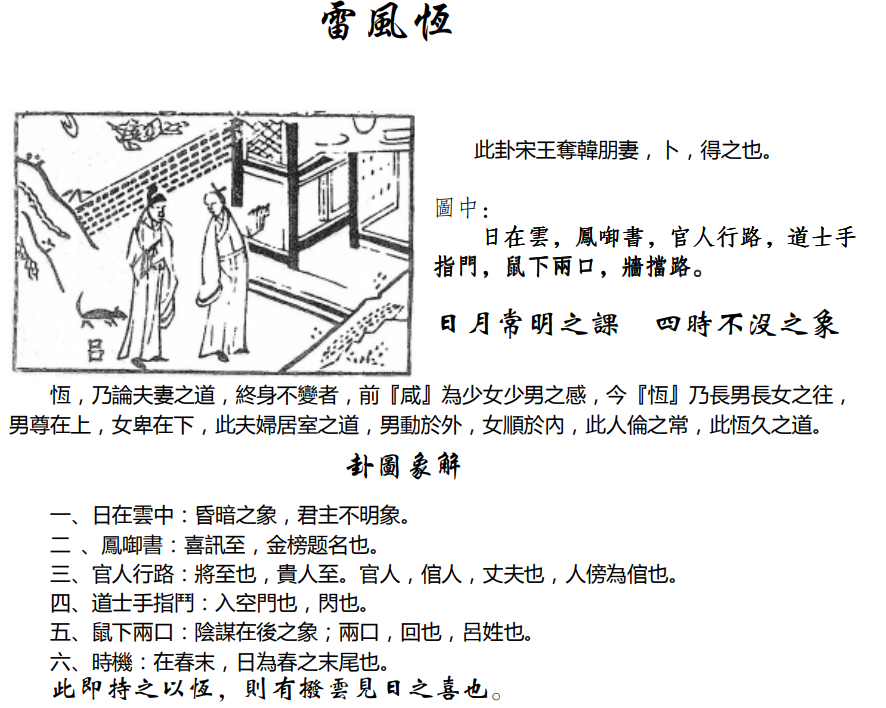 雷風恆
此卦宋王奪韓朋妻，卜，得之也。
圖中：
日在雲，鳳啣書，官人行路，道士手
指門，鼠下兩口，牆擋路。
日月常明之課　四時不沒之象
呂
恆，乃論夫妻之道，終身不變者，前『咸』為少女少男之感，今『恆』乃長男長女之往，
男尊在上，女卑在下，此夫婦居室之道，男動於外，女順於內，此人倫之常，此恆久之道。
卦圖象解
一、日在雲中：昏暗之象，君主不明象。
二 、鳳啣書：喜訊至，金榜题名也。
三、官人行路：將至也，貴人至。官人，倌人，丈夫也，人傍為倌也。
四、道士手指鬥：入空門也，閃也。
五、鼠下兩口：陰謀在後之象；兩口，回也，呂姓也。
六、時機：在春末，日為春之末尾也。
此即持之以恆，則有撥雲見日之喜也。